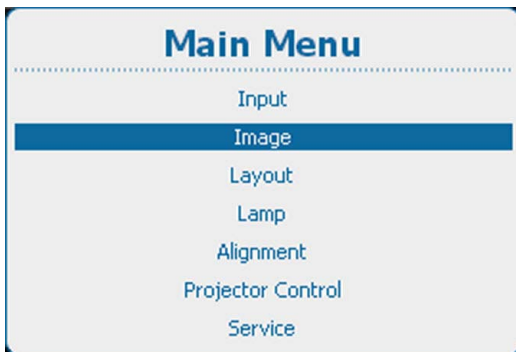 Main Menu
Input
Image
Layout
Lamp
Alignment
Projector Control
Service